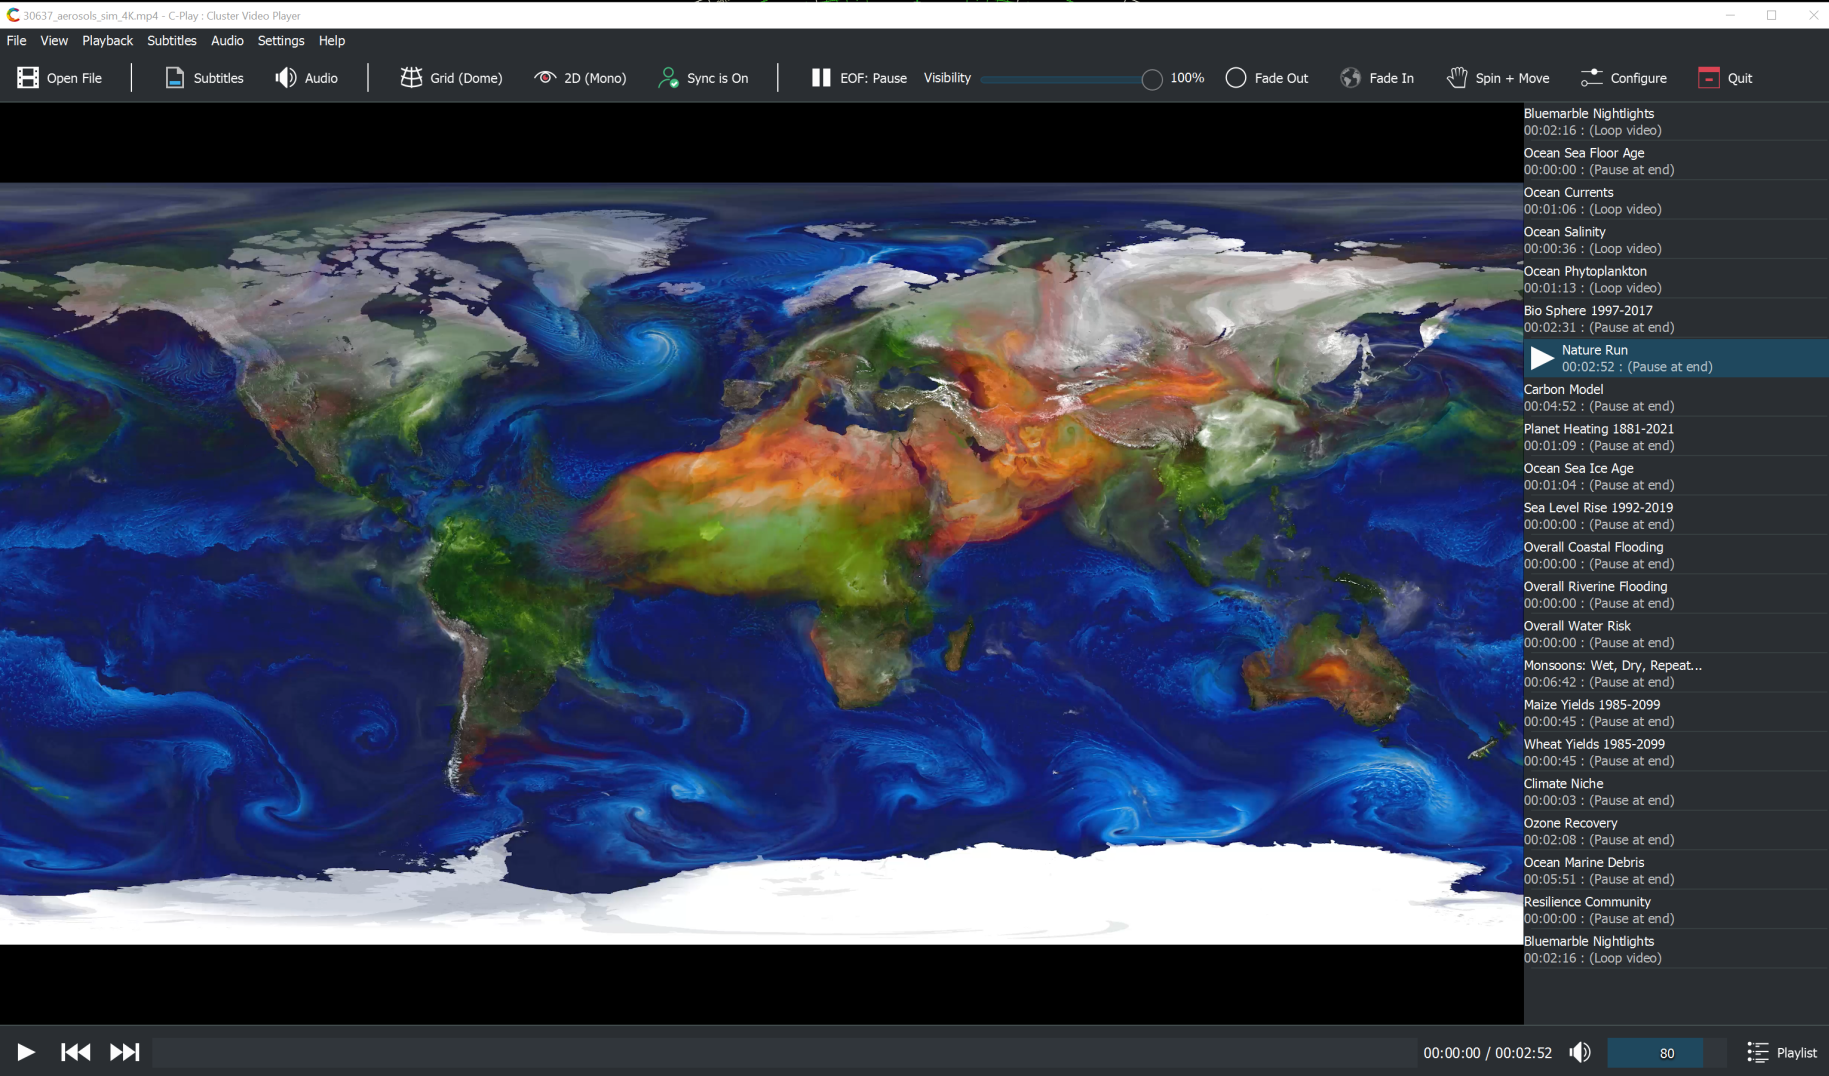 30637_aerosols_sim_4K.mp4 - C-Play : Cluster Video Player
File View Playback Subtitles Audio Settings Help
Open File Subtitles Audio Grid (Dome) 2D (Mono) Sync is On EOF: Pause Visibility 100% Fade Out Fade In Spin + Move Configure Quit
Bluemarble Nightlights
00:02:16 : (Loop video)
Ocean Sea Floor Age
00:00:00 : (Pause at end)
Ocean Currents
00:01:06 : (Loop video)
Ocean Salinity
00:00:36 : (Loop video)
Ocean Phytoplankton
00:01:13 : (Loop video)
Bio Sphere 1997-2017
00:02:31 : (Pause at end)
Nature Run
00:02:52 : (Pause at end)
Carbon Model
00:04:52 : (Pause at end)
Planet Heating 1881-2021
00:01:09 : (Pause at end)
Ocean Sea Ice Age
00:01:04 : (Pause at end)
Sea Level Rise 1992-2019
00:00:00 : (Pause at end)
Overall Coastal Flooding
00:00:00 : (Pause at end)
Overall Riverine Flooding
00:00:00 : (Pause at end)
Overall Water Risk
00:00:00 : (Pause at end)
Monsoons: Wet, Dry, Repeat...
00:06:42 : (Pause at end)
Maize Yields 1985-2099
00:00:45 : (Pause at end)
Wheat Yields 1985-2099
00:00:45 : (Pause at end)
Climate Niche
00:00:03 : (Pause at end)
Ozone Recovery
00:02:08 : (Pause at end)
Ocean Marine Debris
00:05:51 : (Pause at end)
Resilience Community
00:00:00 : (Pause at end)
Bluemarble Nightlights
00:02:16 : (Loop video)
00:00:00 / 00:02:52 80 Playlist